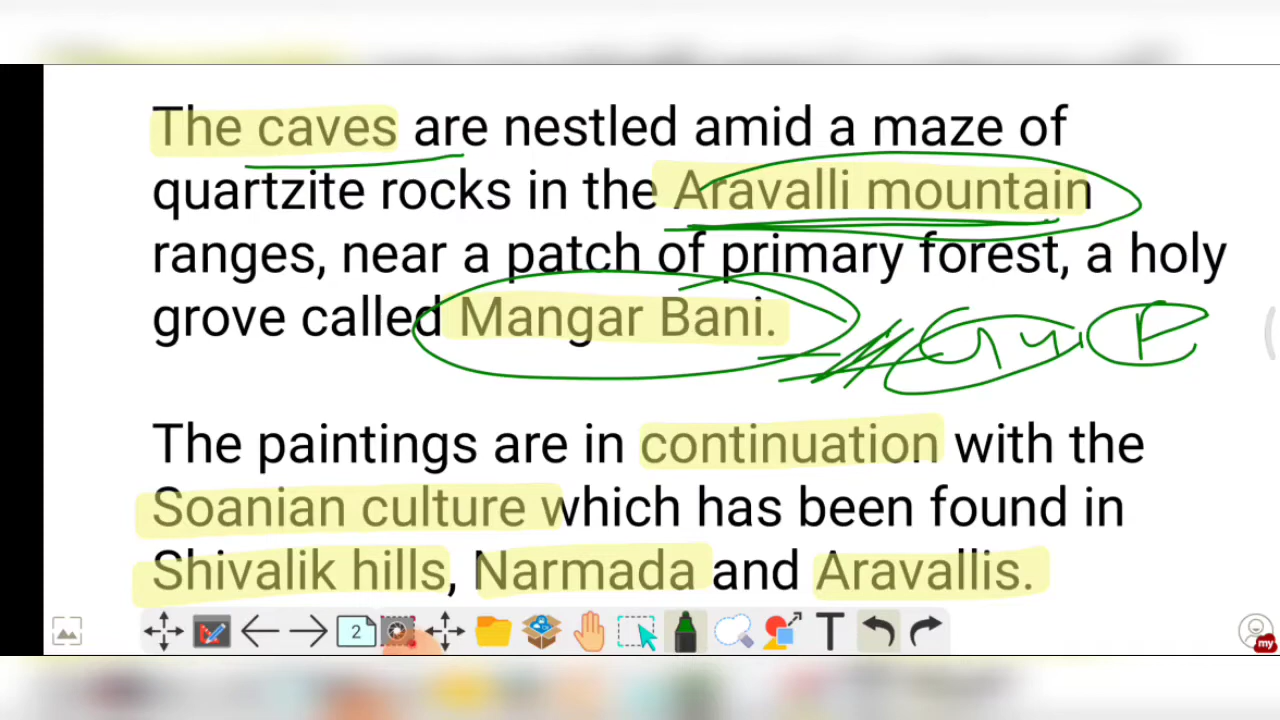 The caves are nestled amid a maze of
quartzite rocks in the Aravalli mountain
ranges, near a patch of primary forest, a holy
grove called Mangar Bani.
The paintings are in continuation with the
Soanian culture which has been found in
Shivalik hills, Narmada and Aravallis.
2
T
my